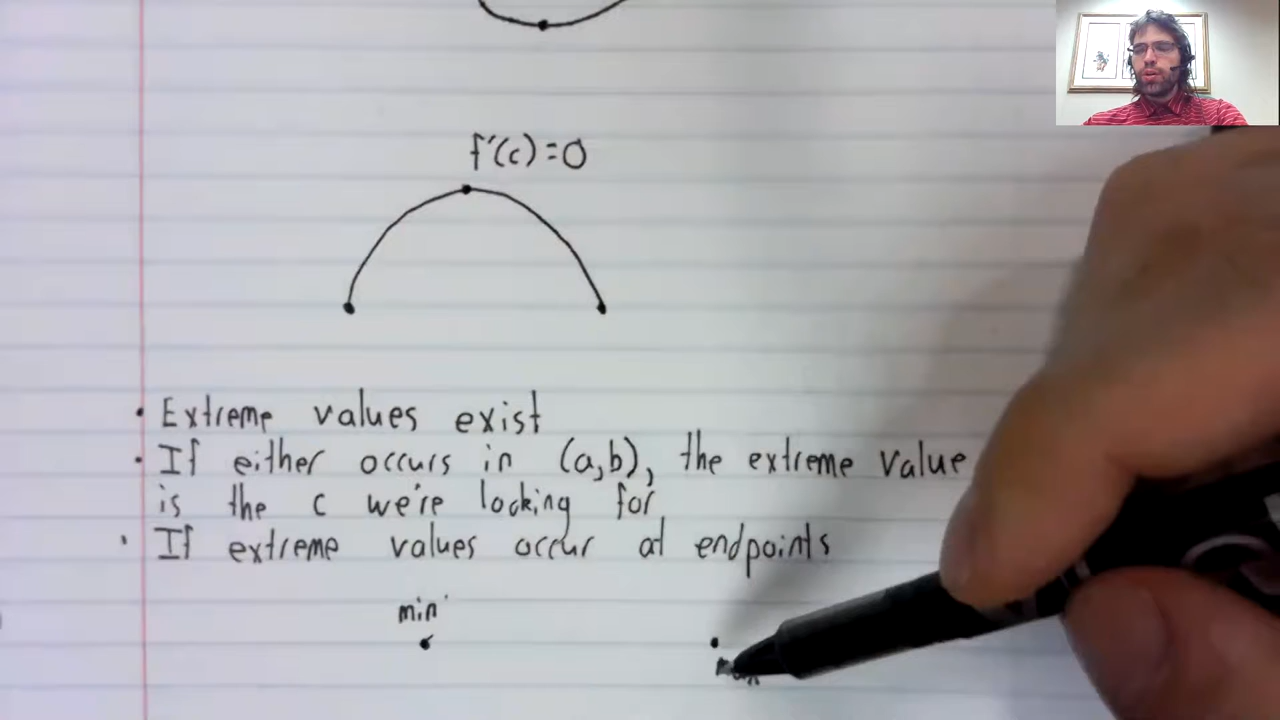 f'(c)=0
• Extreme values exist
• If either occurs in (a,b), the extreme value
is the c we're looking for
• If extreme values occur at endpoints
min